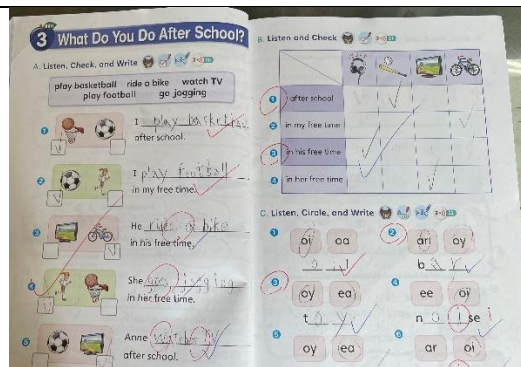 3 What Do You Do After School?
A. Listen, Check, and Write
play basketball ride a bike watch TV
play football go jogging
1 I play
after school.
2 I play football
in my free time.
3 He rides a bike
in his free time.
4 She goes jogging
in her free time.
5 Anne watches TV
after school.
B. Listen and Check
1 after school
2 in my free time
3 in his free time
4 in her free time
C. Listen, Circle, and Write
1 oi oa
2 ar oy
bar
3 oy ea
toy
4 ee oi
noise
5 oy ea
6 ar oi